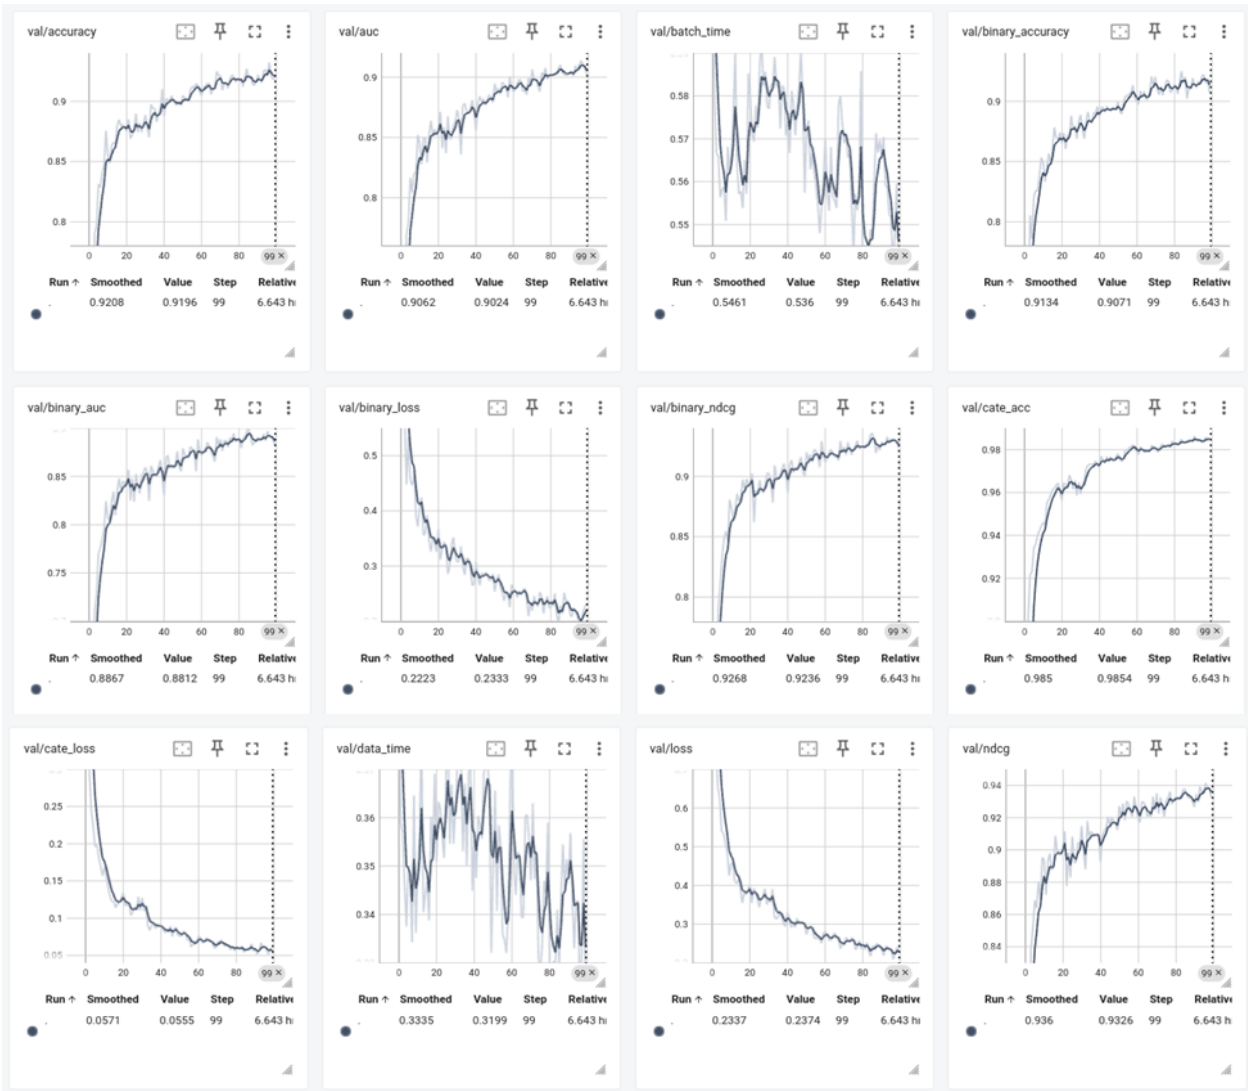 val/accuracy
0.9
0.85
0.8
0 20 40 60 80 99 ×
Run ↑ Smoothed Value Step Relative
. 0.9208 0.9196 99 6.643 h
val/auc
0.9
0.85
0.8
0 20 40 60 80 99 ×
Run ↑ Smoothed Value Step Relative
. 0.9062 0.9024 99 6.643 h
val/batch_time
0.58
0.57
0.56
0.55
0 20 40 60 80 99 ×
Run ↑ Smoothed Value Step Relative
. 0.5461 0.536 99 6.643 h
val/binary_accuracy
0.9
0.85
0.8
0 20 40 60 80 99 ×
Run ↑ Smoothed Value Step Relative
. 0.9134 0.9071 99 6.643 h
val/binary_auc
0.85
0.8
0.75
0 20 40 60 80 99 ×
Run ↑ Smoothed Value Step Relative
. 0.8867 0.8812 99 6.643 h
val/binary_loss
0.5
0.4
0.3
0 20 40 60 80 99 ×
Run ↑ Smoothed Value Step Relative
. 0.2223 0.2333 99 6.643 h
val/binary_ndcg
0.9
0.85
0.8
0 20 40 60 80 99 ×
Run ↑ Smoothed Value Step Relative
. 0.9268 0.9236 99 6.643 h
val/cate_acc
0.98
0.96
0.94
0.92
0 20 40 60 80 99 ×
Run ↑ Smoothed Value Step Relative
. 0.985 0.9854 99 6.643 h
val/cate_loss
0.25
0.2
0.15
0.1
0.05
0 20 40 60 80 99 ×
Run ↑ Smoothed Value Step Relative
. 0.0571 0.0555 99 6.643 h
val/data_time
0.36
0.35
0.34
0 20 40 60 80 99 ×
Run ↑ Smoothed Value Step Relative
. 0.3335 0.3199 99 6.643 h
val/loss
0.6
0.5
0.4
0.3
0 20 40 60 80 99 ×
Run ↑ Smoothed Value Step Relative
. 0.2337 0.2374 99 6.643 h
val/ndcg
0.94
0.92
0.9
0.88
0.86
0.84
0 20 40 60 80 99 ×
Run ↑ Smoothed Value Step Relative
. 0.936 0.9326 99 6.643 h